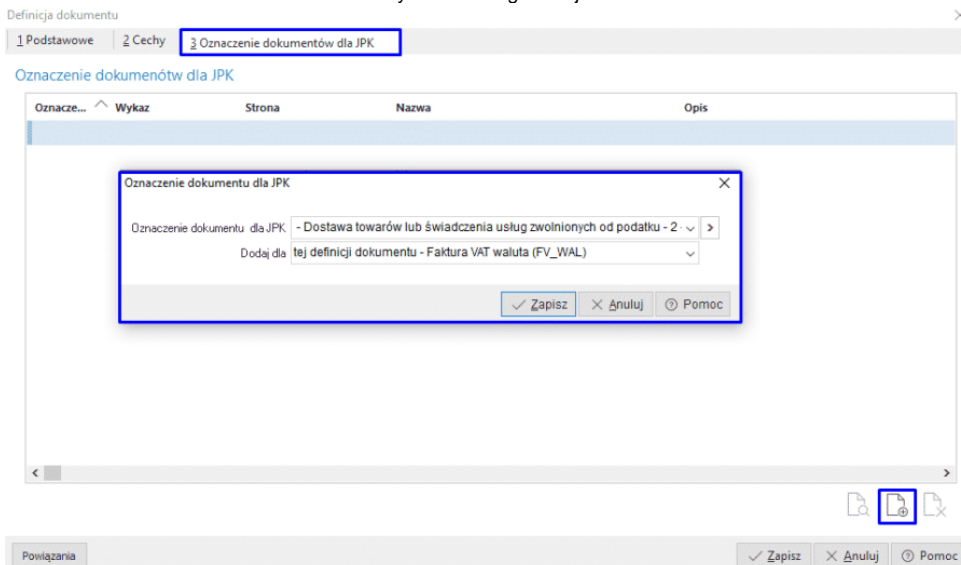 Definicja dokumentu
1 Podstawowe 2 Cechy 3 Oznaczenie dokumentów dla JPK
Oznaczenie dokumenótw dla JPK
Oznacze... Wykaz Strona Nazwa Opis
Oznaczenie dokumentu dla JPK
Oznaczenie dokumentu dla JPK - Dostawa towarów lub świadczenia usług zwolnionych od podatku - 2
Dodaj dla tej definicji dokumentu - Faktura VAT waluta (FV_WAL)
Zapisz Anuluj Pomoc
Powiązania Zapisz Anuluj Pomoc